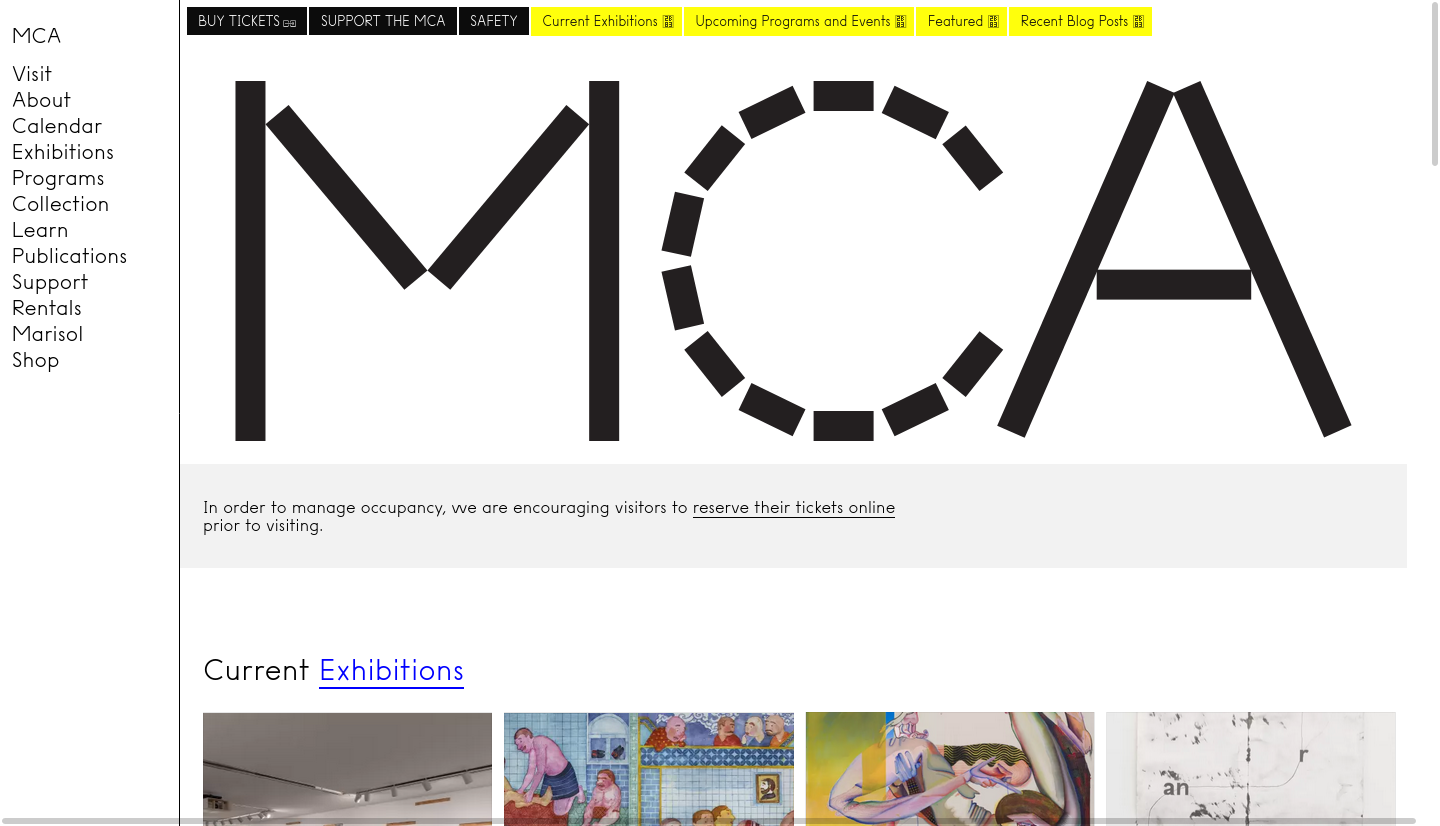 MCA
Visit
About
Calendar
Exhibitions
Programs
Collection
Learn
Publications
Support
Rentals
Marisol
Shop
BUY TICKETS
SUPPORT THE MCA
SAFETY
Current Exhibitions
Upcoming Programs and Events
Featured
Recent Blog Posts
MCA
In order to manage occupancy, we are encouraging visitors to reserve their tickets online
prior to visiting.
Current Exhibitions
r
an